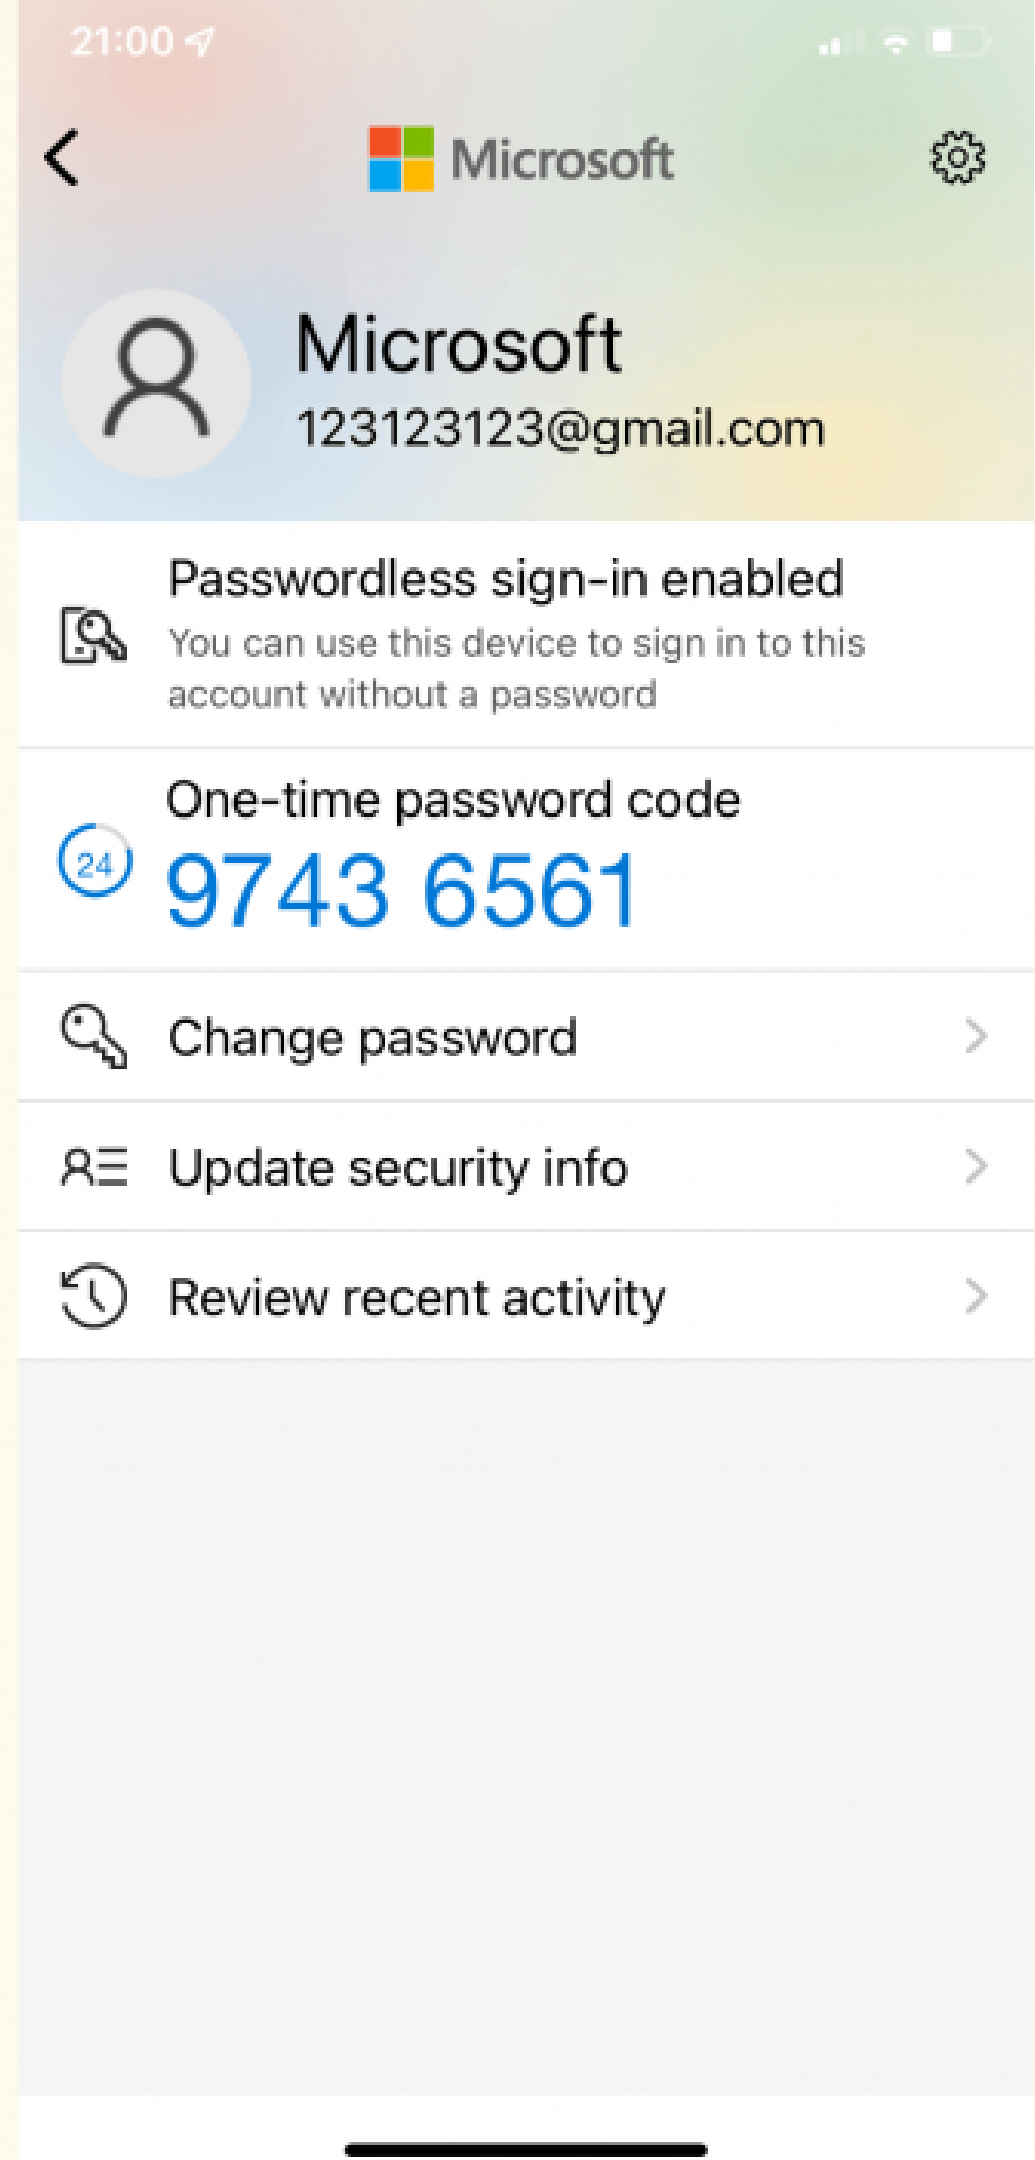 21:00
Microsoft
Microsoft
123123123@gmail.com
Passwordless sign-in enabled
You can use this device to sign in to this
account without a password
One-time password code
24
9743 6561
Change password
Update security info
Review recent activity